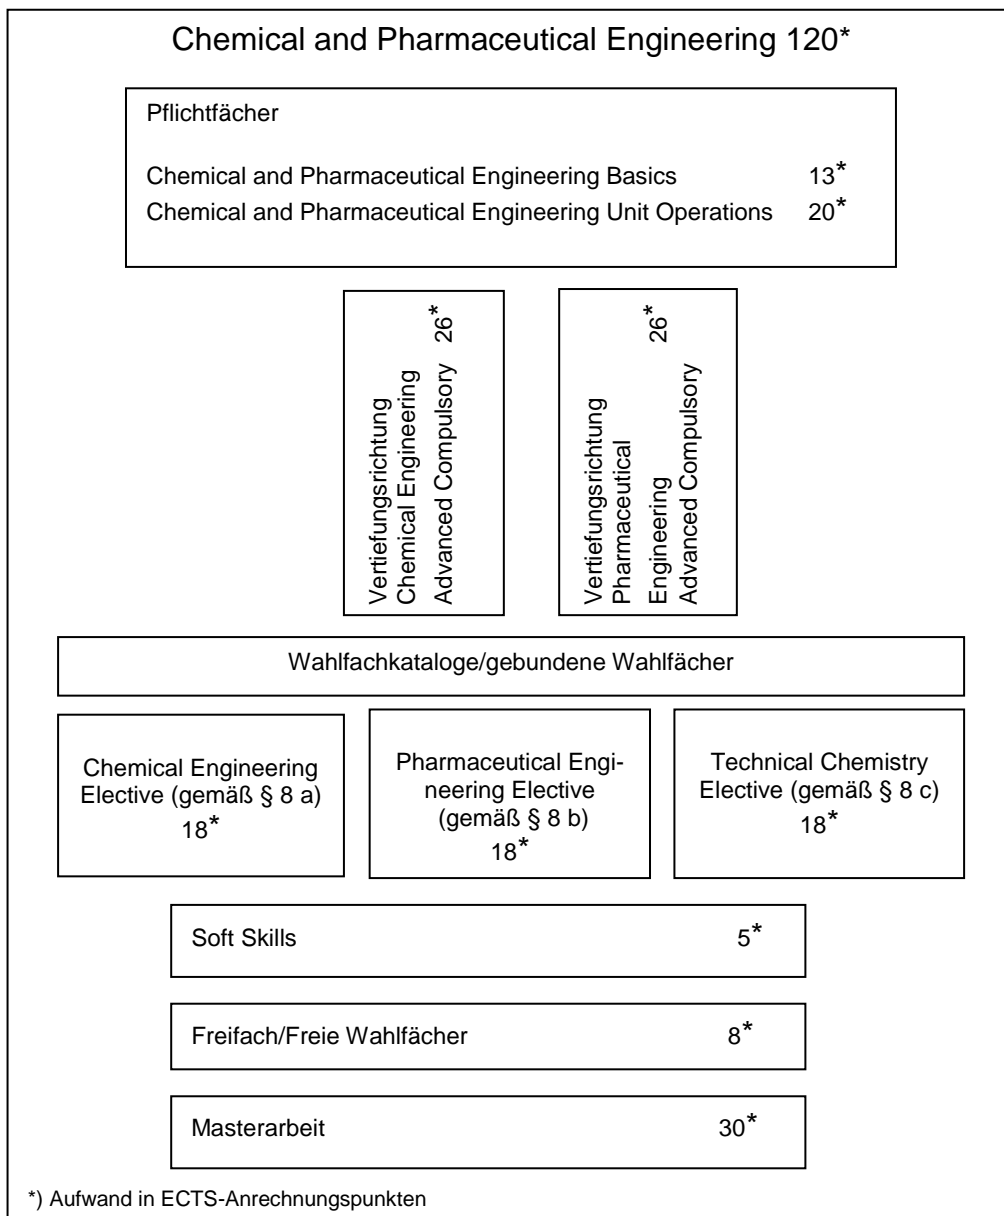 Chemical and Pharmaceutical Engineering 120*
Pflichtfächer
Chemical and Pharmaceutical Engineering Basics 13*
Chemical and Pharmaceutical Engineering Unit Operations 20*
Vertiefungsrichtung
Chemical Engineering
Advanced Compulsory 26*
Vertiefungsrichtung
Pharmaceutical
Engineering 26*
Advanced Compulsory
Wahlfachkataloge/gebundene Wahlfächer
Chemical Engineering
Elective (gemäß § 8 a)
18*
Pharmaceutical Engi-
neering Elective
(gemäß § 8 b)
18*
Technical Chemistry
Elective (gemäß § 8 c)
18*
Soft Skills 5*
Freifach/Freie Wahlfächer 8*
Masterarbeit 30*
*) Aufwand in ECTS-Anrechnungspunkten